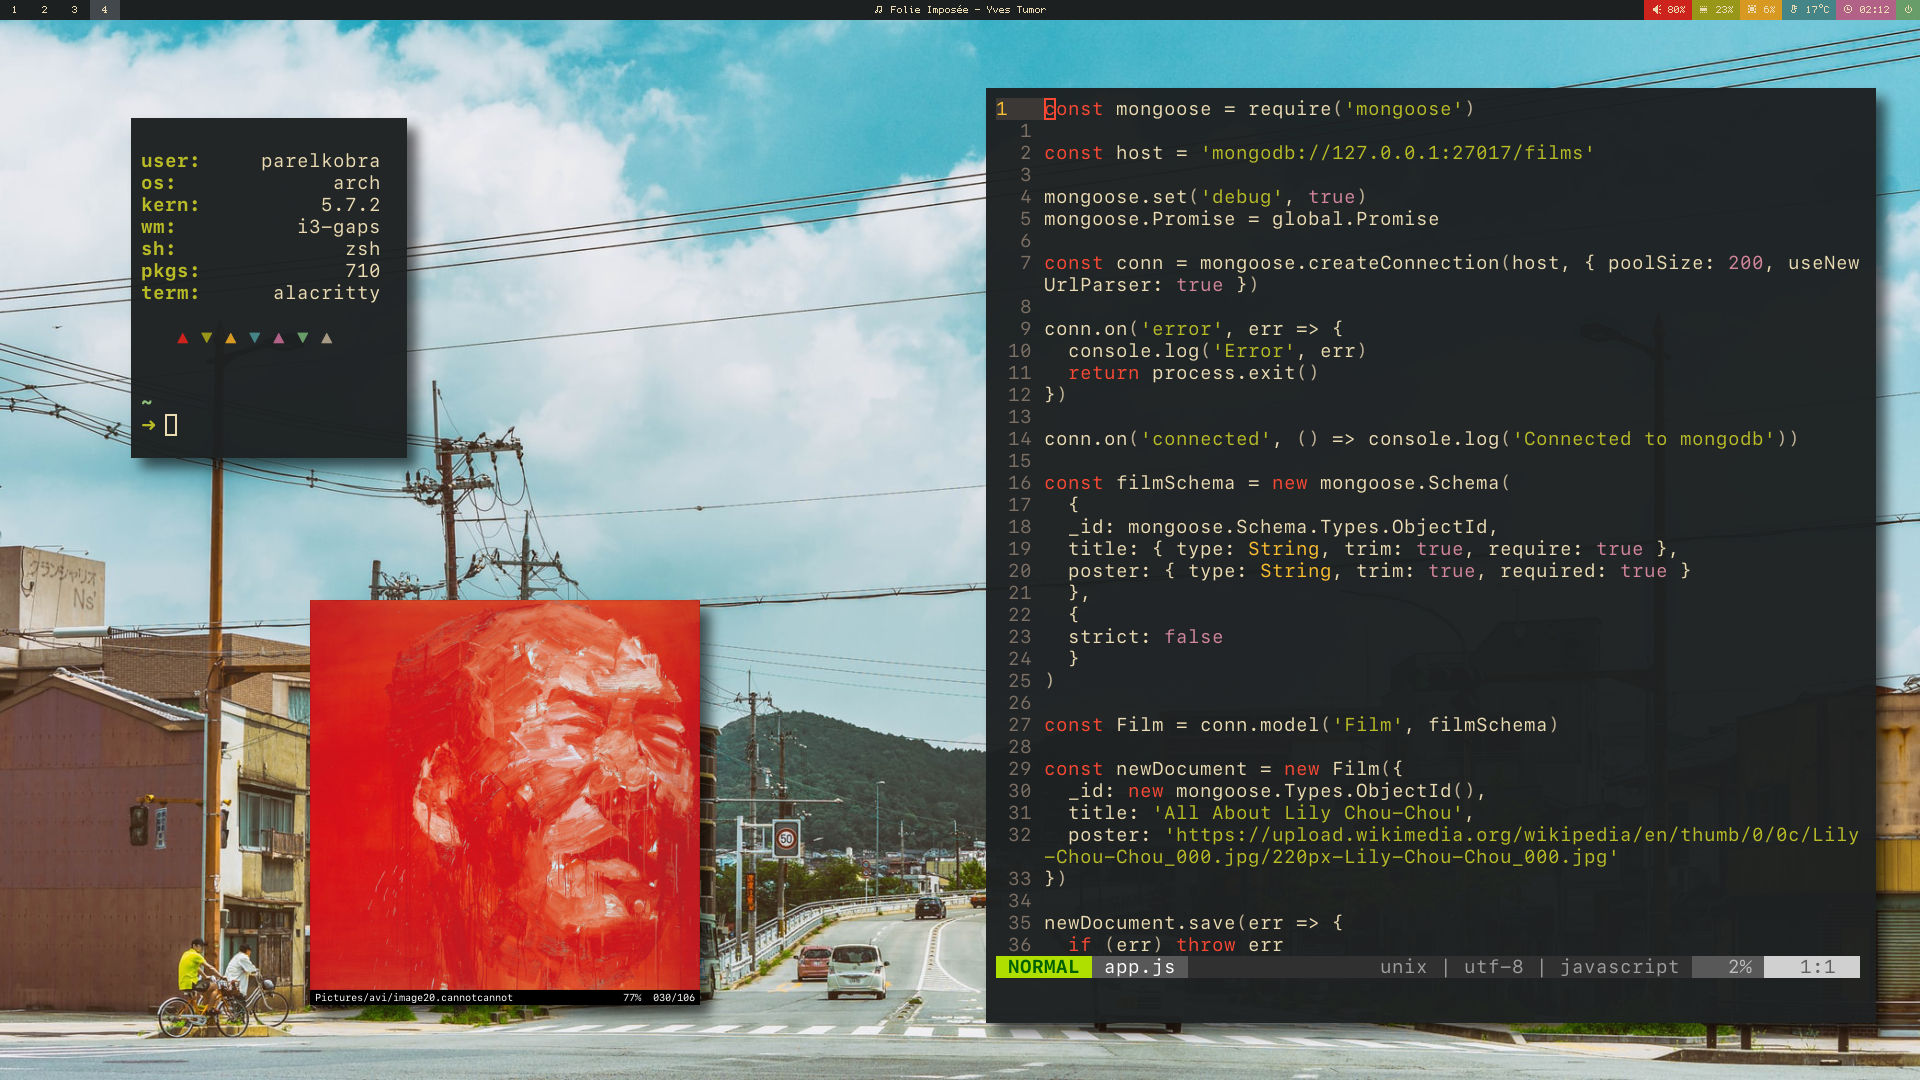 1 2 3 4
♫ Folie Imposée - Yves Tumor
80% 23% 6% 17°C 02:12
user: parelkobra
os: arch
kern: 5.7.2
wm: i3-gaps
sh: zsh
pkgs: 710
term: alacritty
~
→
グランシャリオ
Ns'
50
Pictures/avi/image20.cannotcannot 77% 030/106
1 const mongoose = require('mongoose')
1
2 const host = 'mongodb://127.0.0.1:27017/films'
3
4 mongoose.set('debug', true)
5 mongoose.Promise = global.Promise
6
7 const conn = mongoose.createConnection(host, { poolSize: 200, useNew
UrlParser: true })
8
9 conn.on('error', err => {
10 console.log('Error', err)
11 return process.exit()
12 })
13
14 conn.on('connected', () => console.log('Connected to mongodb'))
15
16 const filmSchema = new mongoose.Schema(
17 {
18 _id: mongoose.Schema.Types.ObjectId,
19 title: { type: String, trim: true, require: true },
20 poster: { type: String, trim: true, required: true }
21 },
22 {
23 strict: false
24 }
25 )
26
27 const Film = conn.model('Film', filmSchema)
28
29 const newDocument = new Film({
30 _id: new mongoose.Types.ObjectId(),
31 title: 'All About Lily Chou-Chou',
32 poster: 'https://upload.wikimedia.org/wikipedia/en/thumb/0/0c/Lily
-Chou-Chou_000.jpg/220px-Lily-Chou-Chou_000.jpg'
33 })
34
35 newDocument.save(err => {
36 if (err) throw err
NORMAL app.js unix | utf-8 | javascript 2% 1:1